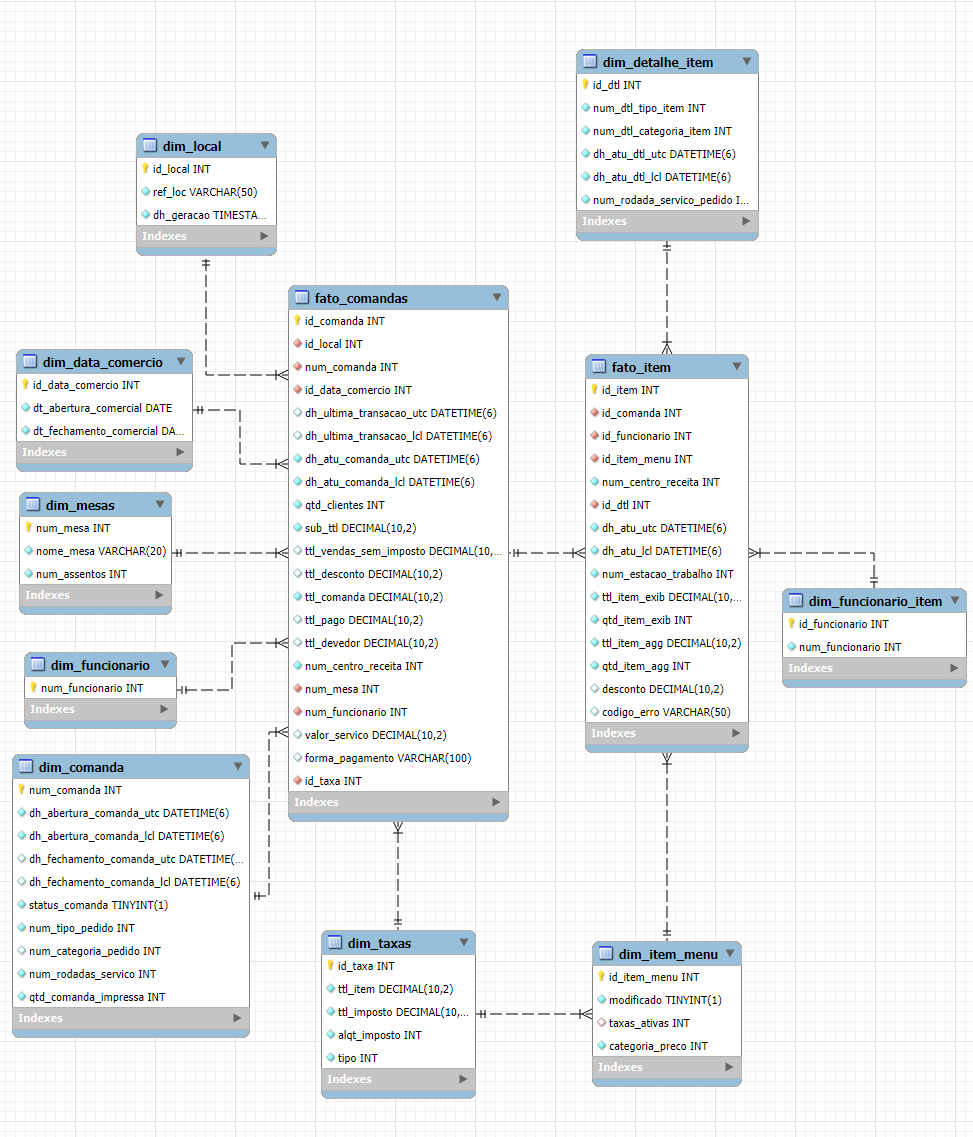 dim_detalhe_item
id_dtl INT
num_dtl_tipo_item INT
num_dtl_categoria_item INT
dh_atu_dtl_utc DATETIME(6)
dh_atu_dtl_lcl DATETIME(6)
num_rodada_servico_pedido I...
Indexes
dim_local
id_local INT
ref_loc VARCHAR(50)
dh_geracao TIMESTA...
Indexes
fato_comandas
id_comanda INT
id_local INT
num_comanda INT
id_data_comercio INT
dh_ultima_transacao_utc DATETIME(6)
dh_ultima_transacao_lcl DATETIME(6)
dh_atu_comanda_utc DATETIME(6)
dh_atu_comanda_lcl DATETIME(6)
qtd_clientes INT
sub_ttl DECIMAL(10,2)
ttl_vendas_sem_imposto DECIMAL(10,...
ttl_desconto DECIMAL(10,2)
ttl_comanda DECIMAL(10,2)
ttl_pago DECIMAL(10,2)
ttl_devedor DECIMAL(10,2)
num_centro_receita INT
num_mesa INT
num_funcionario INT
valor_servico DECIMAL(10,2)
forma_pagamento VARCHAR(100)
id_taxa INT
Indexes
dim_data_comercio
id_data_comercio INT
dt_abertura_comercial DATE
dt_fechamento_comercial DA...
Indexes
fato_item
id_item INT
id_comanda INT
id_funcionario INT
id_item_menu INT
num_centro_receita INT
id_dtl INT
dh_atu_utc DATETIME(6)
dh_atu_lcl DATETIME(6)
num_estacao_trabalho INT
ttl_item_exib DECIMAL(10,...
qtd_item_exib INT
ttl_item_agg DECIMAL(10,2)
qtd_item_agg INT
desconto DECIMAL(10,2)
codigo_erro VARCHAR(50)
Indexes
dim_mesas
num_mesa INT
nome_mesa VARCHAR(20)
num_assentos INT
Indexes
dim_funcionario_item
id_funcionario INT
num_funcionario INT
Indexes
dim_funcionario
num_funcionario INT
Indexes
dim_comanda
num_comanda INT
dh_abertura_comanda_utc DATETIME(6)
dh_abertura_comanda_lcl DATETIME(6)
dh_fechamento_comanda_utc DATETIME(...
dh_fechamento_comanda_lcl DATETIME(6)
status_comanda TINYINT(1)
num_tipo_pedido INT
num_categoria_pedido INT
num_rodadas_servico INT
qtd_comanda_impressa INT
Indexes
dim_taxas
id_taxa INT
ttl_item DECIMAL(10,2)
ttl_imposto DECIMAL(10,...
alqt_imposto INT
tipo INT
Indexes
dim_item_menu
id_item_menu INT
modificado TINYINT(1)
taxas_ativas INT
categoria_preco INT
Indexes